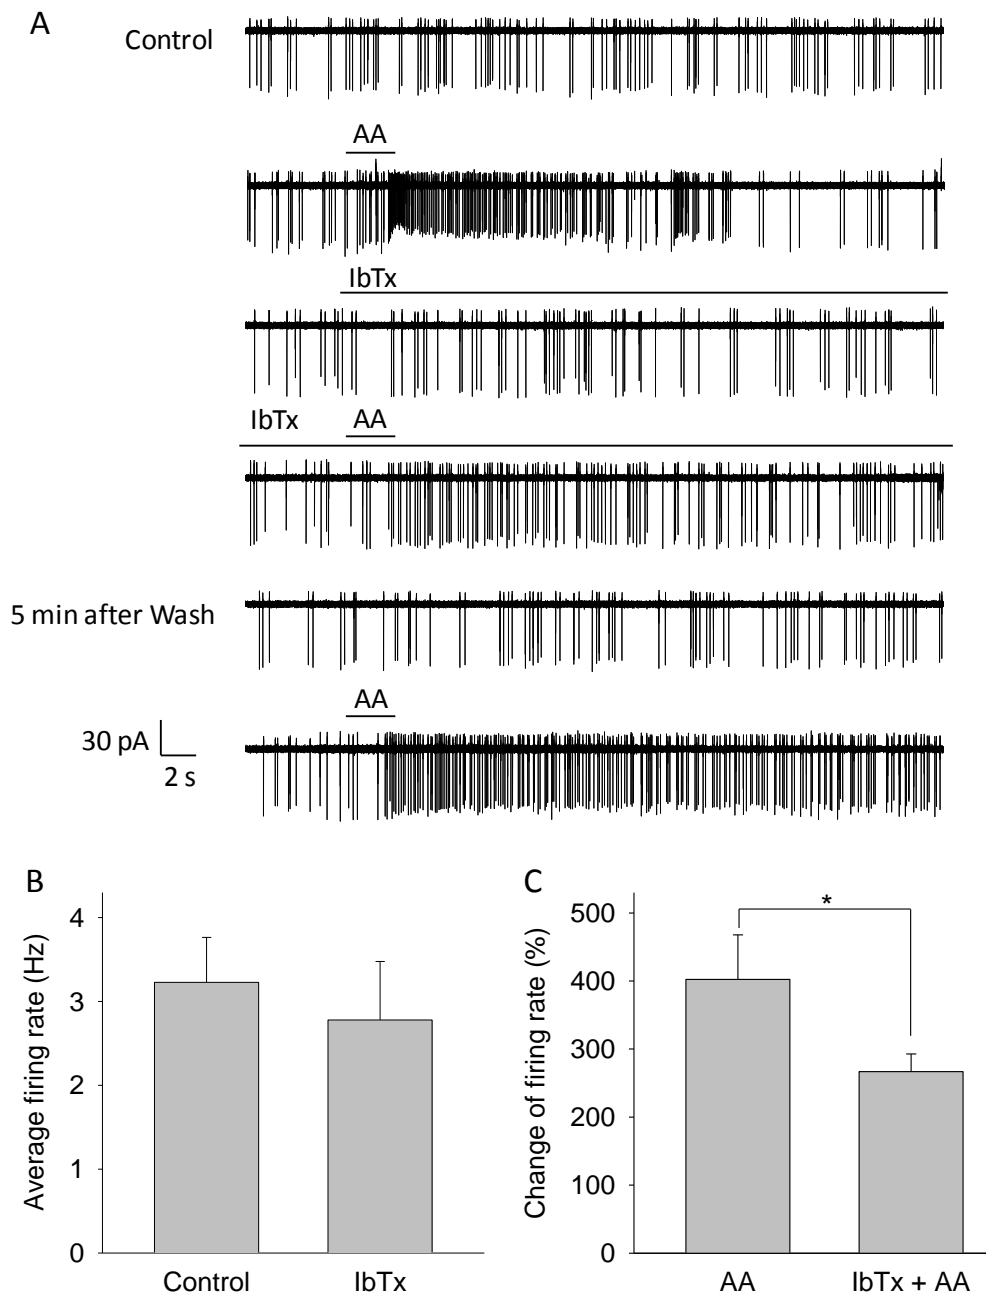 A
Control
AA
IbTx
IbTx AA
5 min after Wash
AA
30 pA
2 s
B
Average firing rate (Hz)
4
3
2
1
0
Control IbTx
C
Change of firing rate (%)
500
400
300
200
100
0
*
AA IbTx + AA